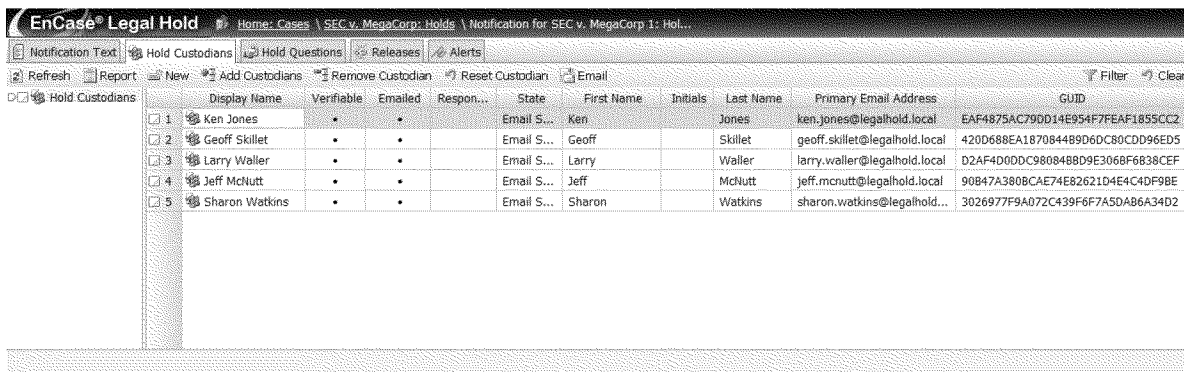 EnCase® Legal Hold Home: Cases \ SEC v. MegaCorp: Holds \ Notification for SEC v. MegaCorp 1: Hol...
Notification Text Hold Custodians Hold Questions Releases Alerts
Refresh Report New Add Custodians Remove Custodian Reset Custodian Email Filter Clear
Hold Custodians Display Name Verifiable Emailed Respon... State First Name Initials Last Name Primary Email Address GUID
1 Ken Jones • • Email S... Ken Jones ken.jones@legalhold.local EAF4875AC79DD14E954F7FEAF1855CC2
2 Geoff Skillet • • Email S... Geoff Skillet geoff.skillet@legalhold.local 420D688EA1870844B9D6DC80CDD96ED5
3 Larry Waller • • Email S... Larry Waller larry.waller@legalhold.local D2AF4D0DDC98084BBD9E306BF6B38CEF
4 Jeff McNutt • • Email S... Jeff McNutt jeff.mcnutt@legalhold.local 90B47A380BCAE74E82621D4E4C4DF9BE
5 Sharon Watkins • • Email S... Sharon Watkins sharon.watkins@legalhold... 3026977F9A072C439F6F7A5DAB6A34D2